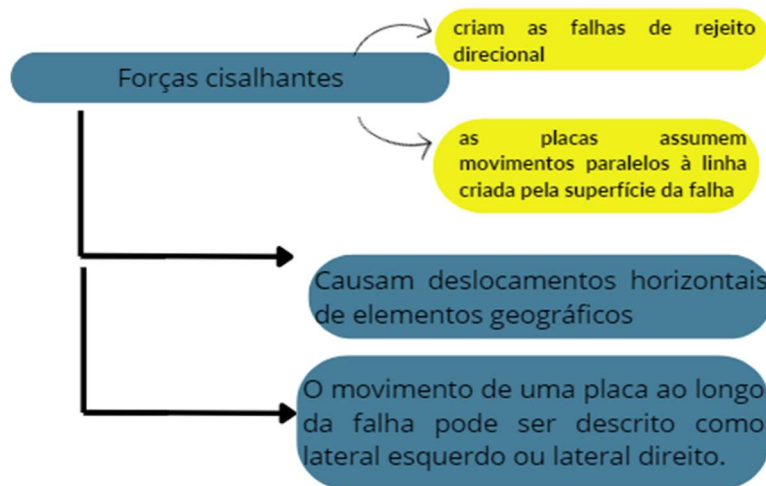 criam as falhas de rejeito
direcional
Forças cisalhantes
as placas assumem
movimentos paralelos à linha
criada pela superfície da falha
Causam deslocamentos horizontais
de elementos geográficos
O movimento de uma placa ao longo
da falha pode ser descrito como
lateral esquerdo ou lateral direito.